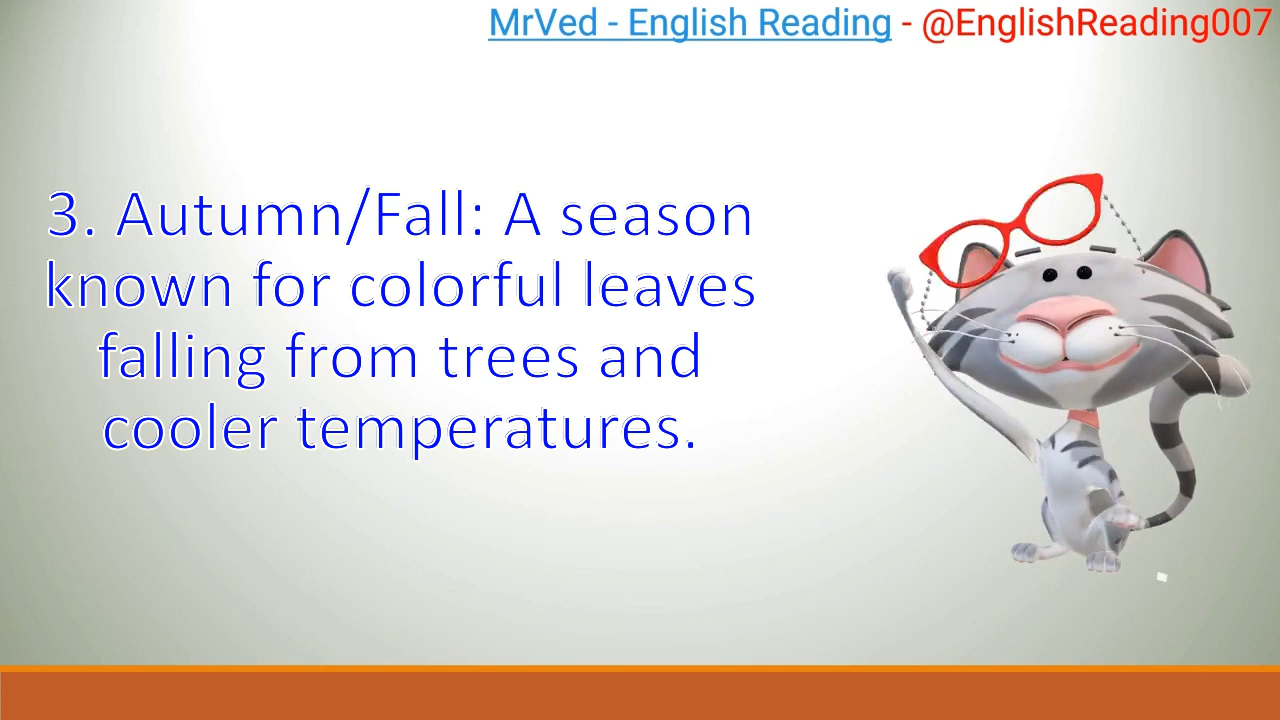 MrVed - English Reading - @EnglishReading007
3. Autumn/Fall: A season
known for colorful leaves
falling from trees and
cooler temperatures.